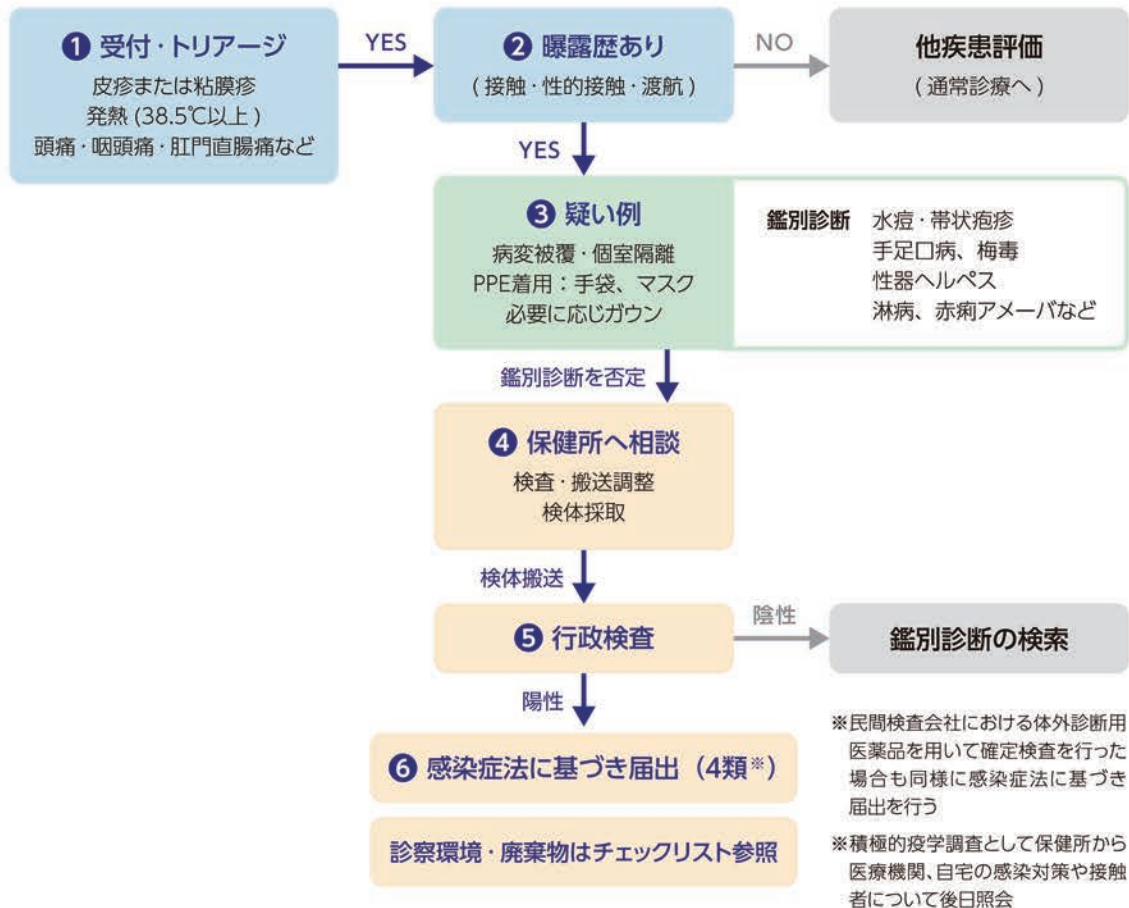 ❶ 受付・トリアージ
皮疹または粘膜疹
発熱 (38.5℃以上 )
頭痛・咽頭痛・肛門直腸痛など
YES
❷ 曝露歴あり
( 接触・性的接触・渡航 )
NO
他疾患評価
( 通常診療へ )
YES
❸ 疑い例
病変被覆・個室隔離
PPE着用：手袋、マスク
必要に応じガウン
鑑別診断 水痘・帯状疱疹
手足口病、梅毒
性器ヘルペス
淋病、赤痢アメーバなど
鑑別診断を否定
❹ 保健所へ相談
検査・搬送調整
検体採取
検体搬送
❺ 行政検査
陰性
鑑別診断の検索
陽性
❻ 感染症法に基づき届出（4類※）
診察環境・廃棄物はチェックリスト参照
※民間検査会社における体外診断用
医薬品を用いて確定検査を行った
場合も同様に感染症法に基づき
届出を行う
※積極的疫学調査として保健所から
医療機関、自宅の感染対策や接触
者について後日照会